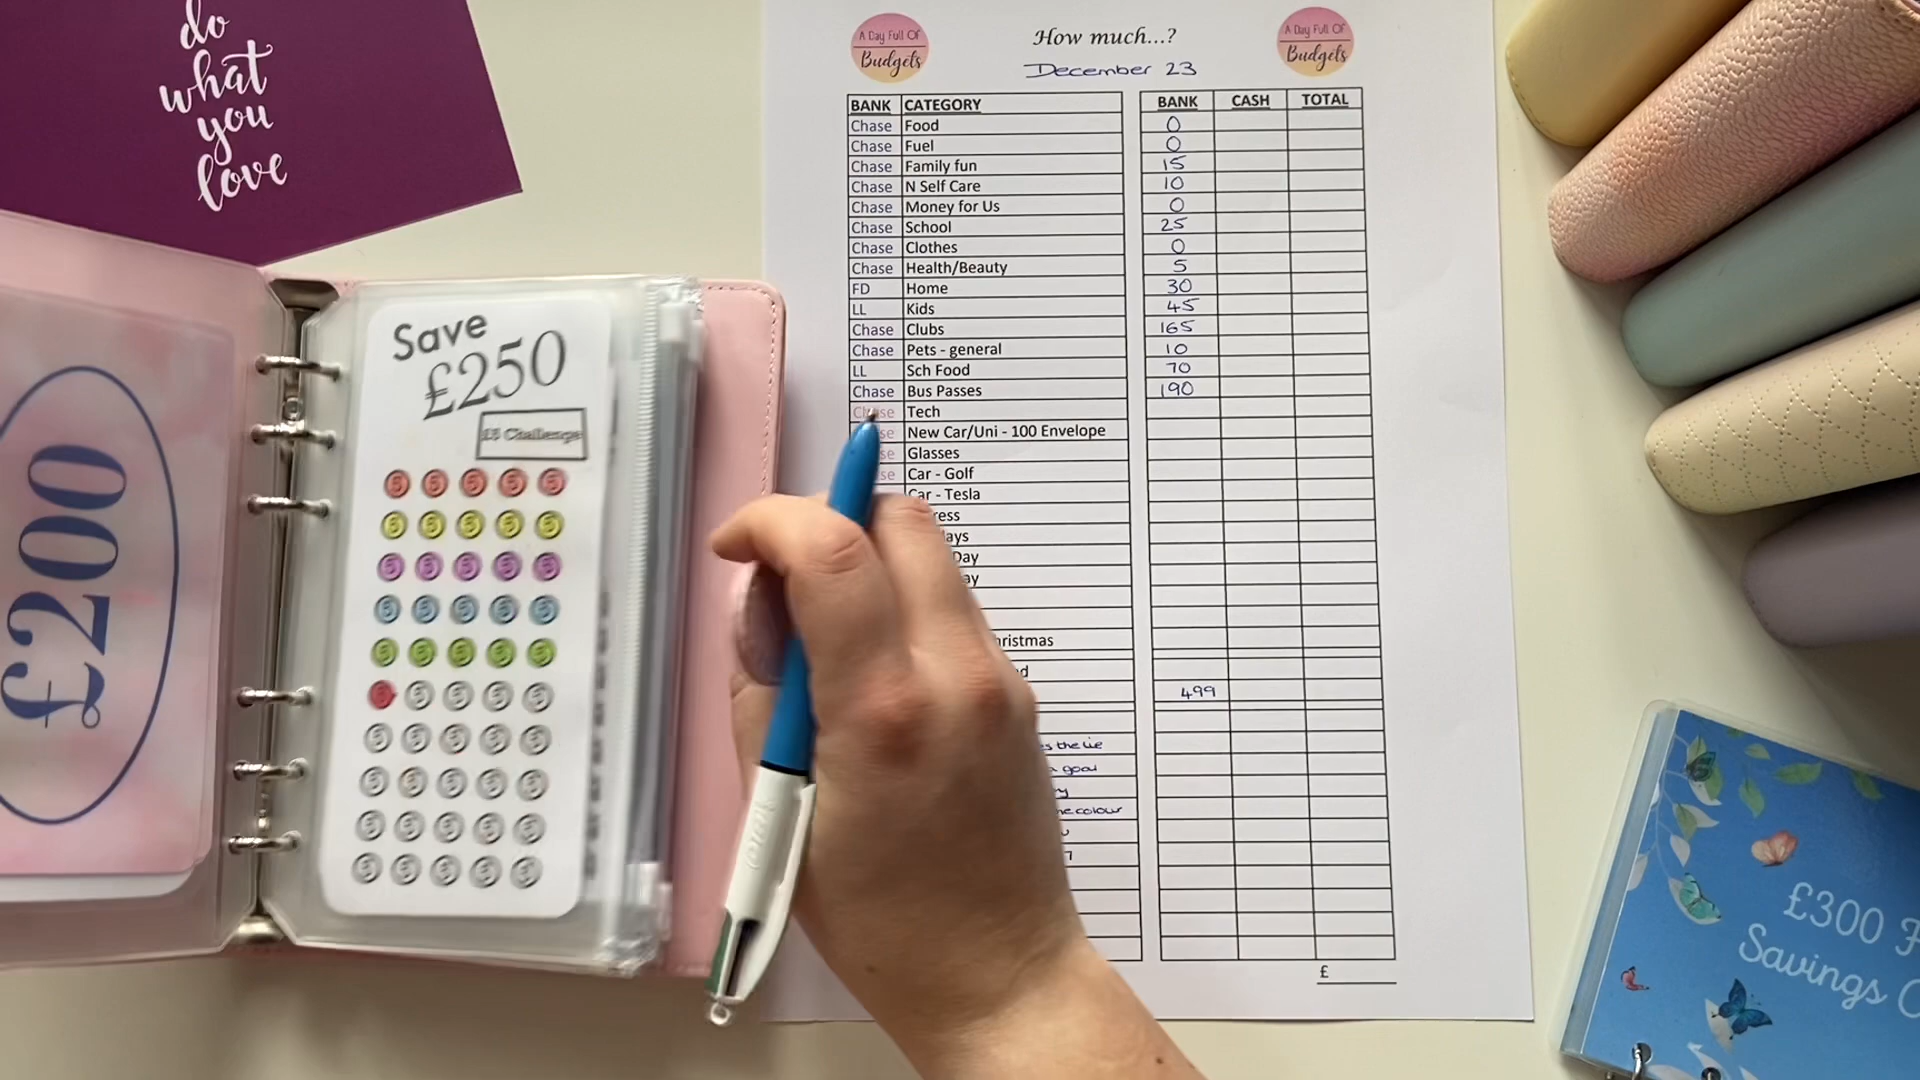 do
what
you
love
£200
Save
£250
£5 Challenge
A Day Full Of
Budgets
How much...?
December 23
A Day Full Of
Budgets
BANK CATEGORY BANK CASH TOTAL
Chase Food 0
Chase Fuel 0
Chase Family fun 15
Chase N Self Care 10
Chase Money for Us 0
Chase School 25
Chase Clothes 0
Chase Health/Beauty 5
FD Home 30
LL Kids 45
Chase Clubs 165
Chase Pets - general 10
LL Sch Food 70
Chase Bus Passes 190
Tech
New Car/Uni - 100 Envelope
Glasses
Car - Golf
Car - Tesla
Day
499
goal
colour
£
£300
Savings